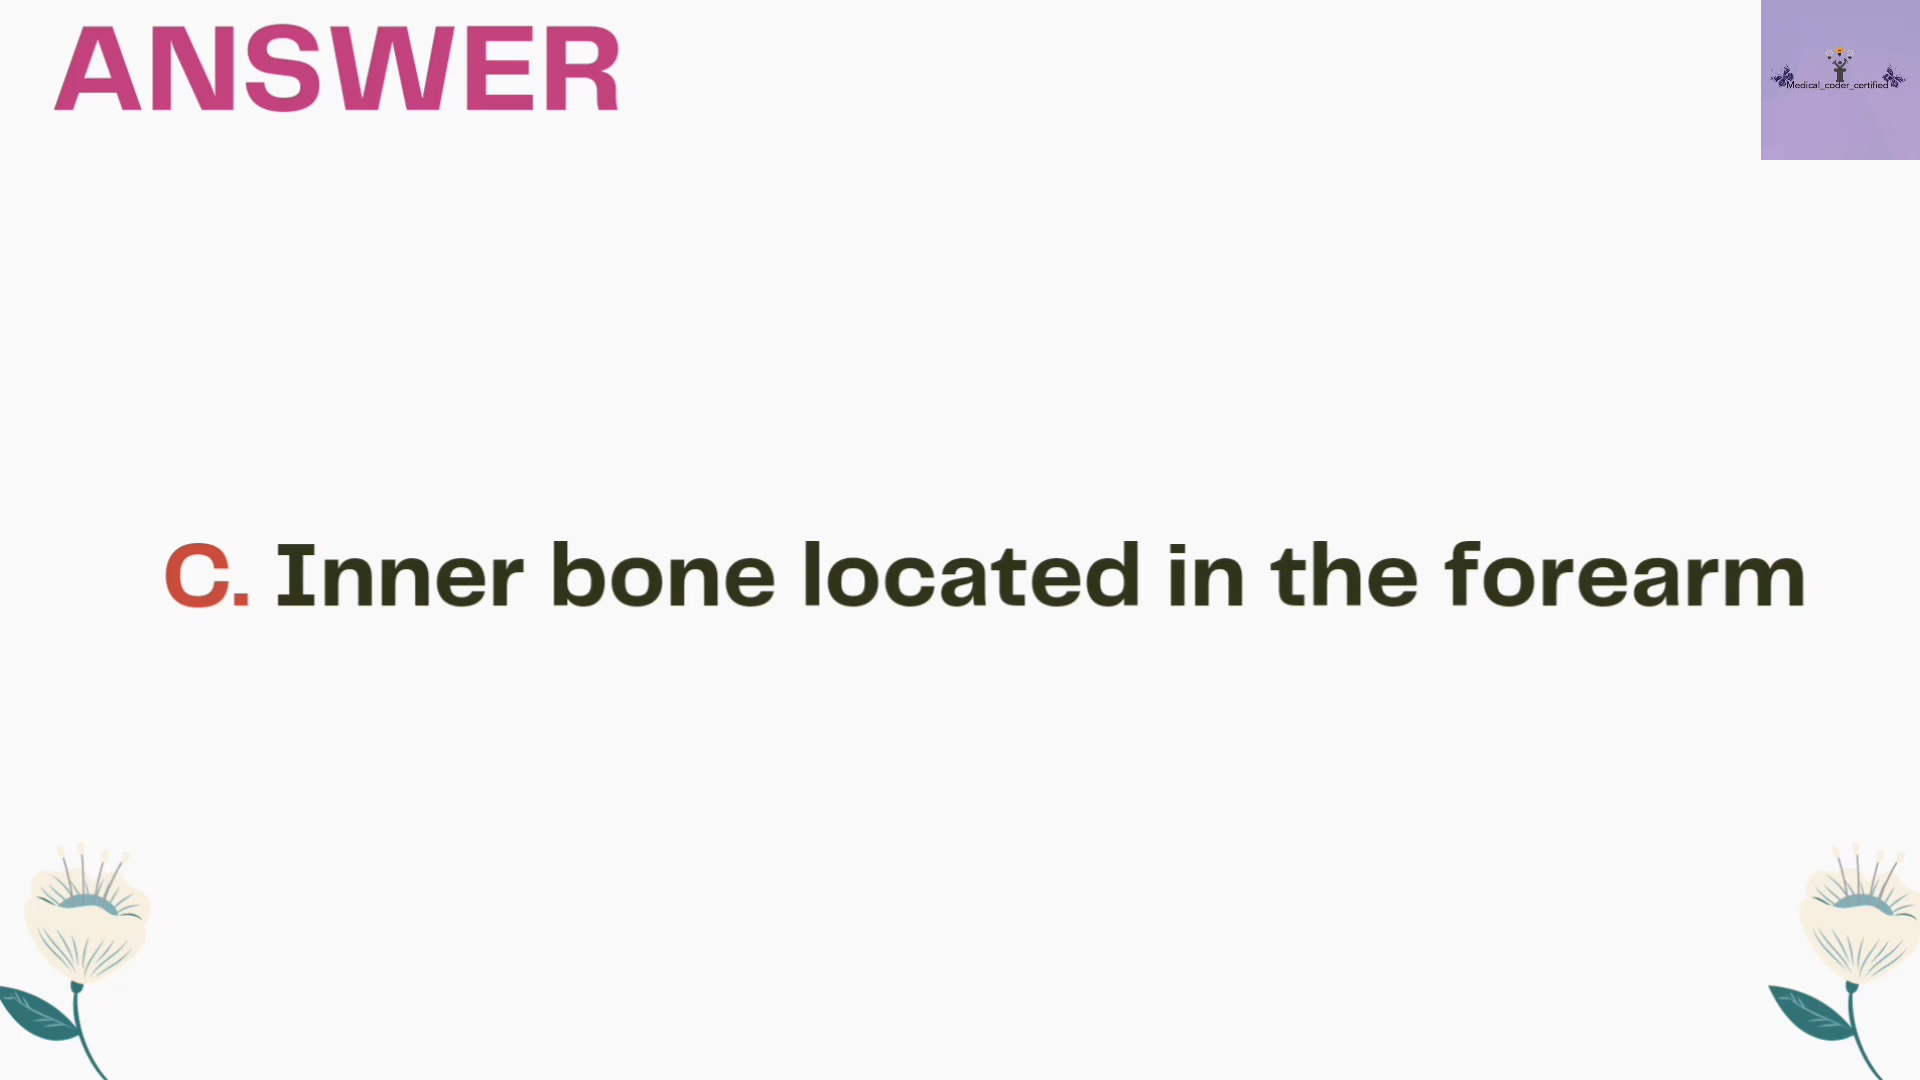 ANSWER
Medical_coder_certified
C. Inner bone located in the forearm